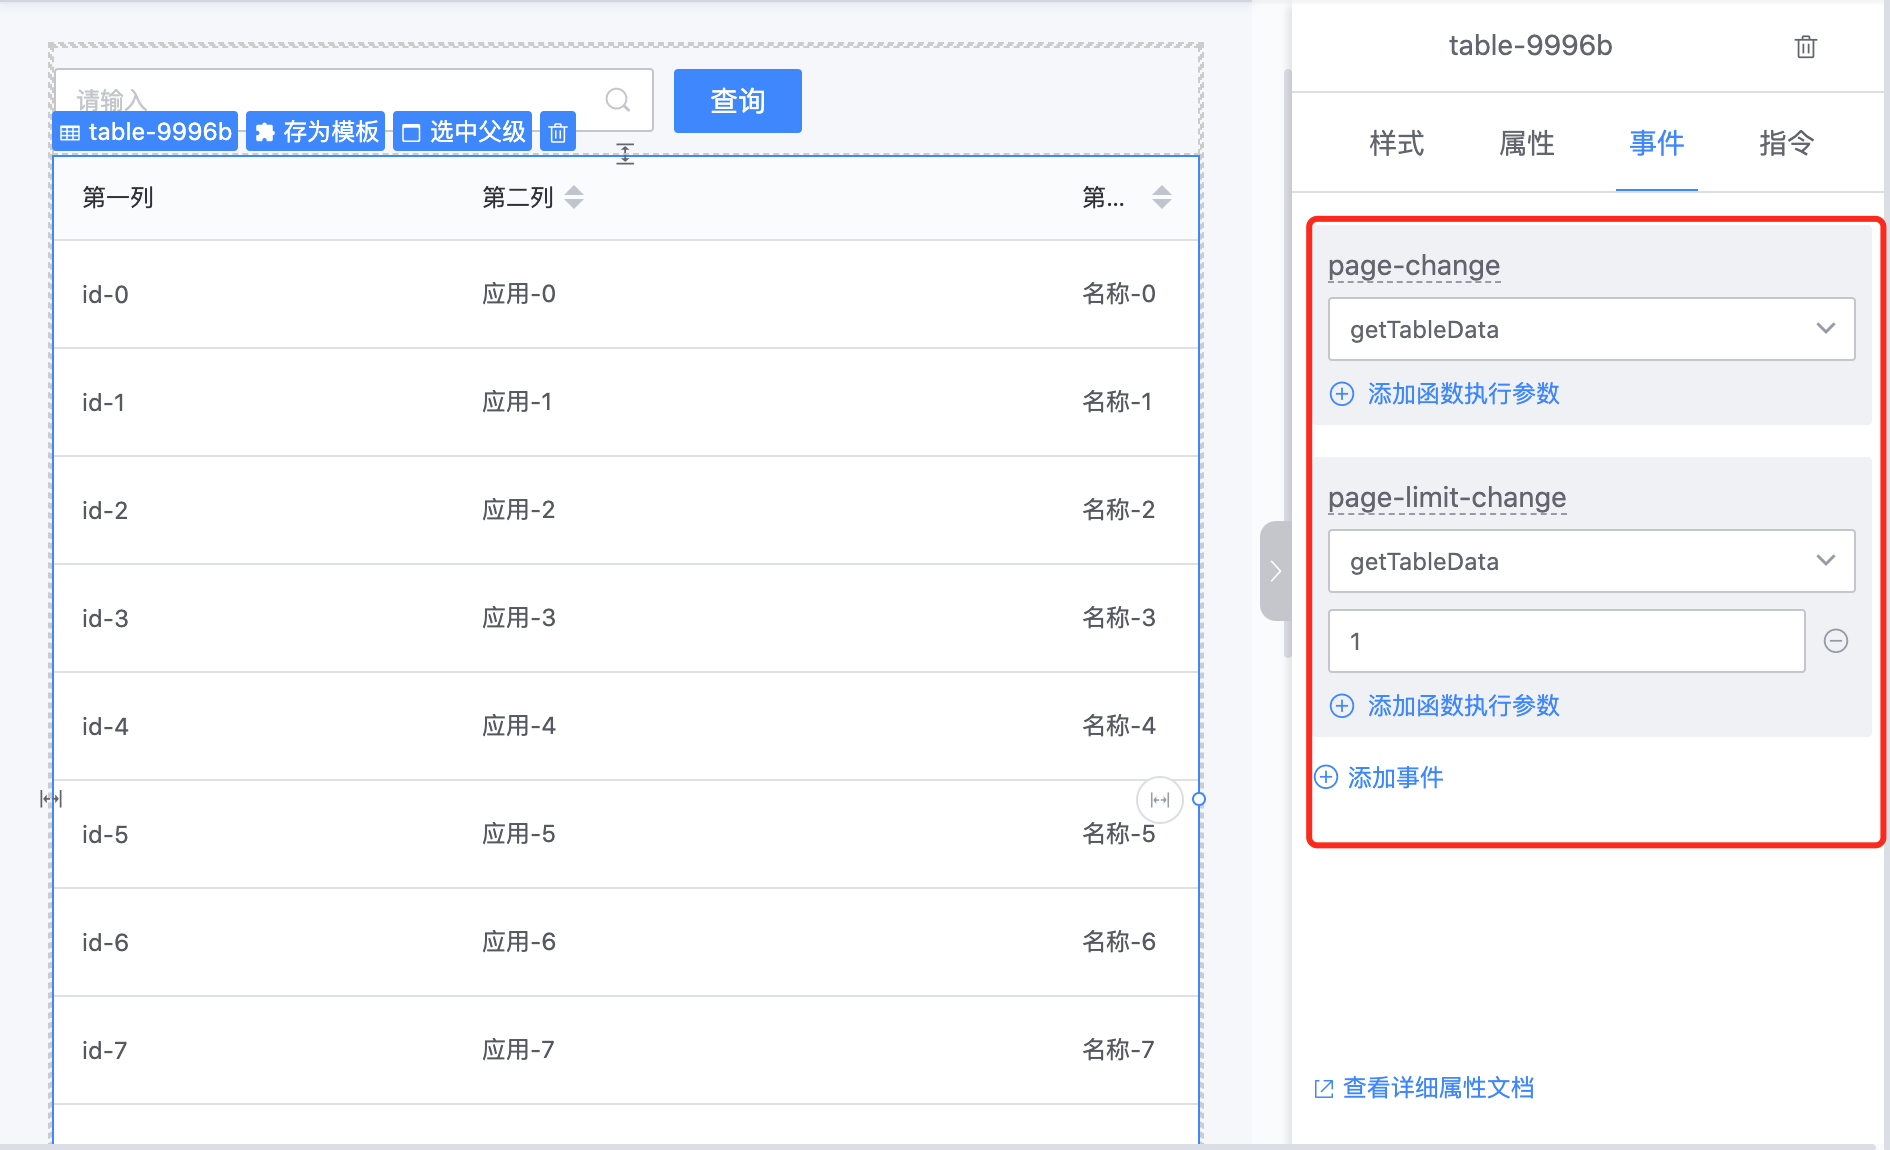 请输入
查询
table-9996b 存为模板 选中父级
第一列 第二列 第...
id-0 应用-0 名称-0
id-1 应用-1 名称-1
id-2 应用-2 名称-2
id-3 应用-3 名称-3
id-4 应用-4 名称-4
id-5 应用-5 名称-5
id-6 应用-6 名称-6
id-7 应用-7 名称-7
table-9996b
样式 属性 事件 指令
page-change
getTableData
添加函数执行参数
page-limit-change
getTableData
1
添加函数执行参数
添加事件
查看详细属性文档